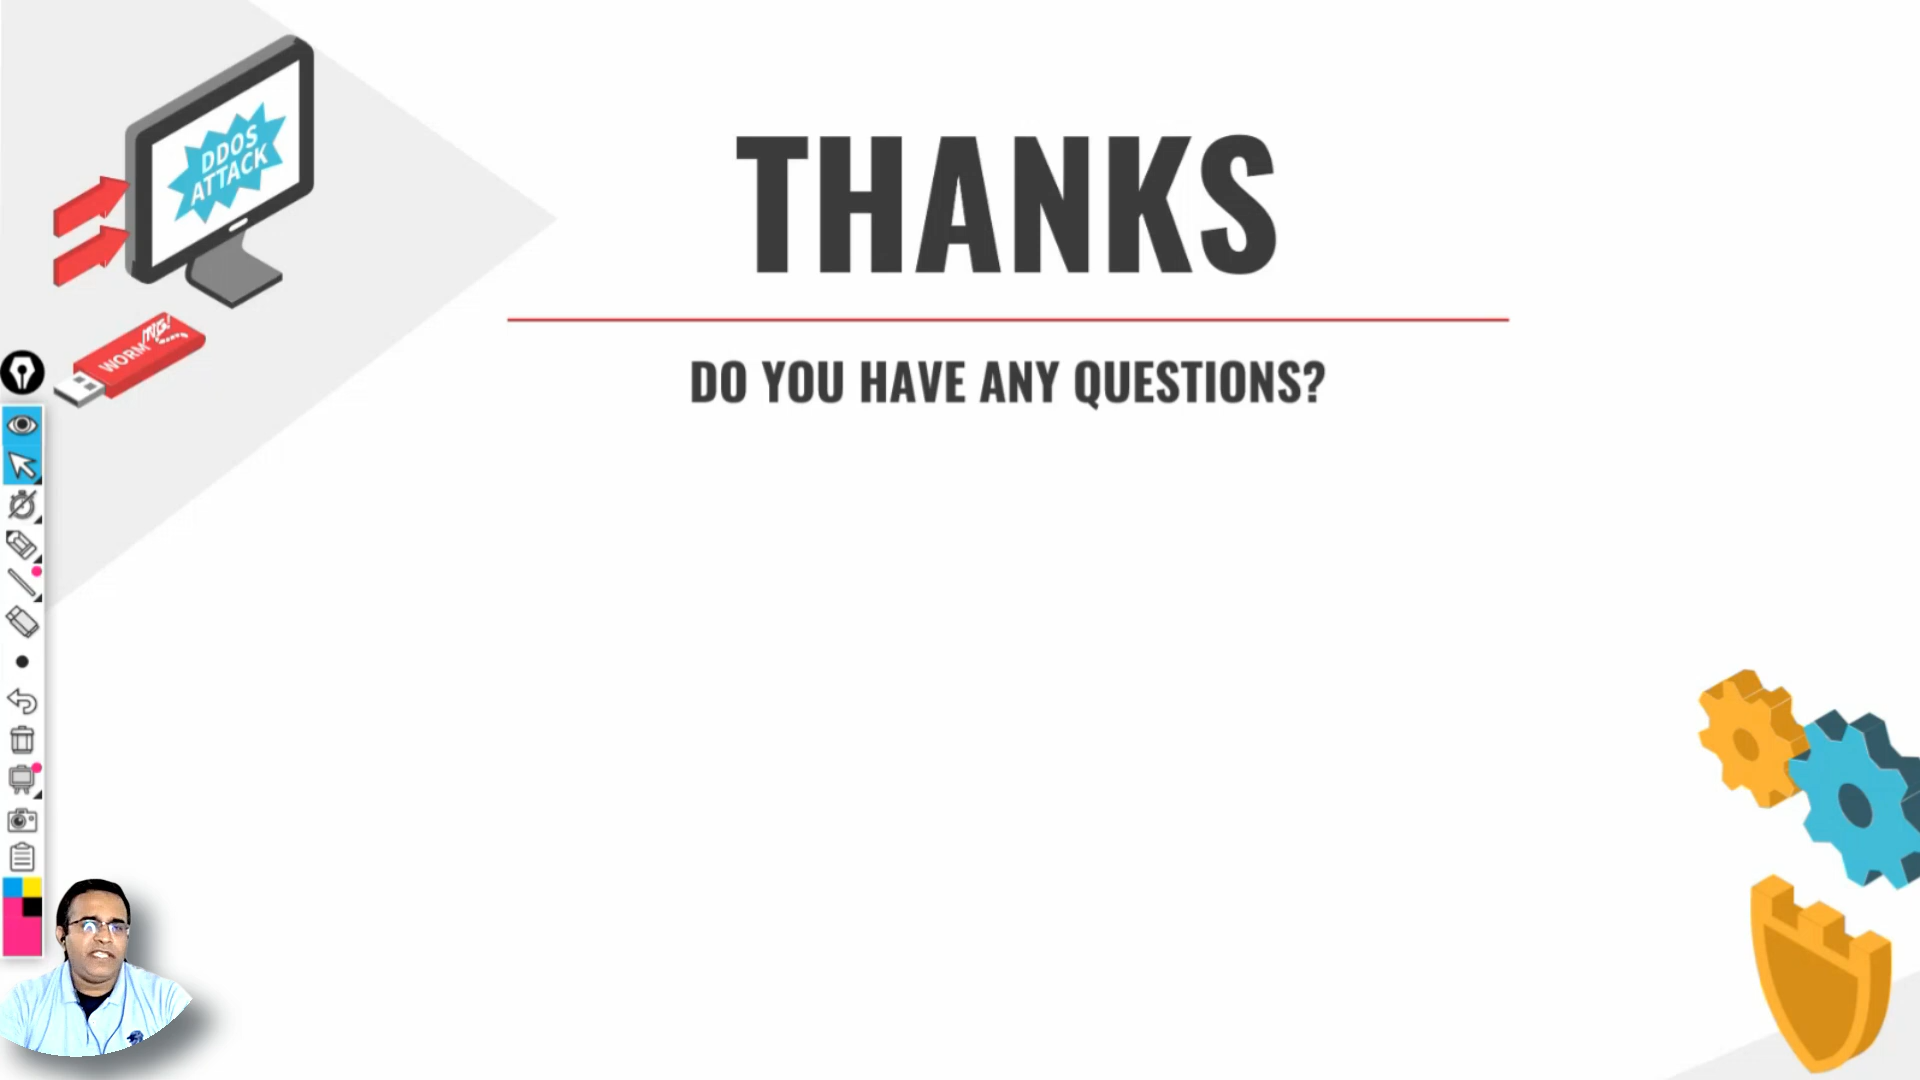 DDOS
ATTACK
THANKS
WORM
DO YOU HAVE ANY QUESTIONS?